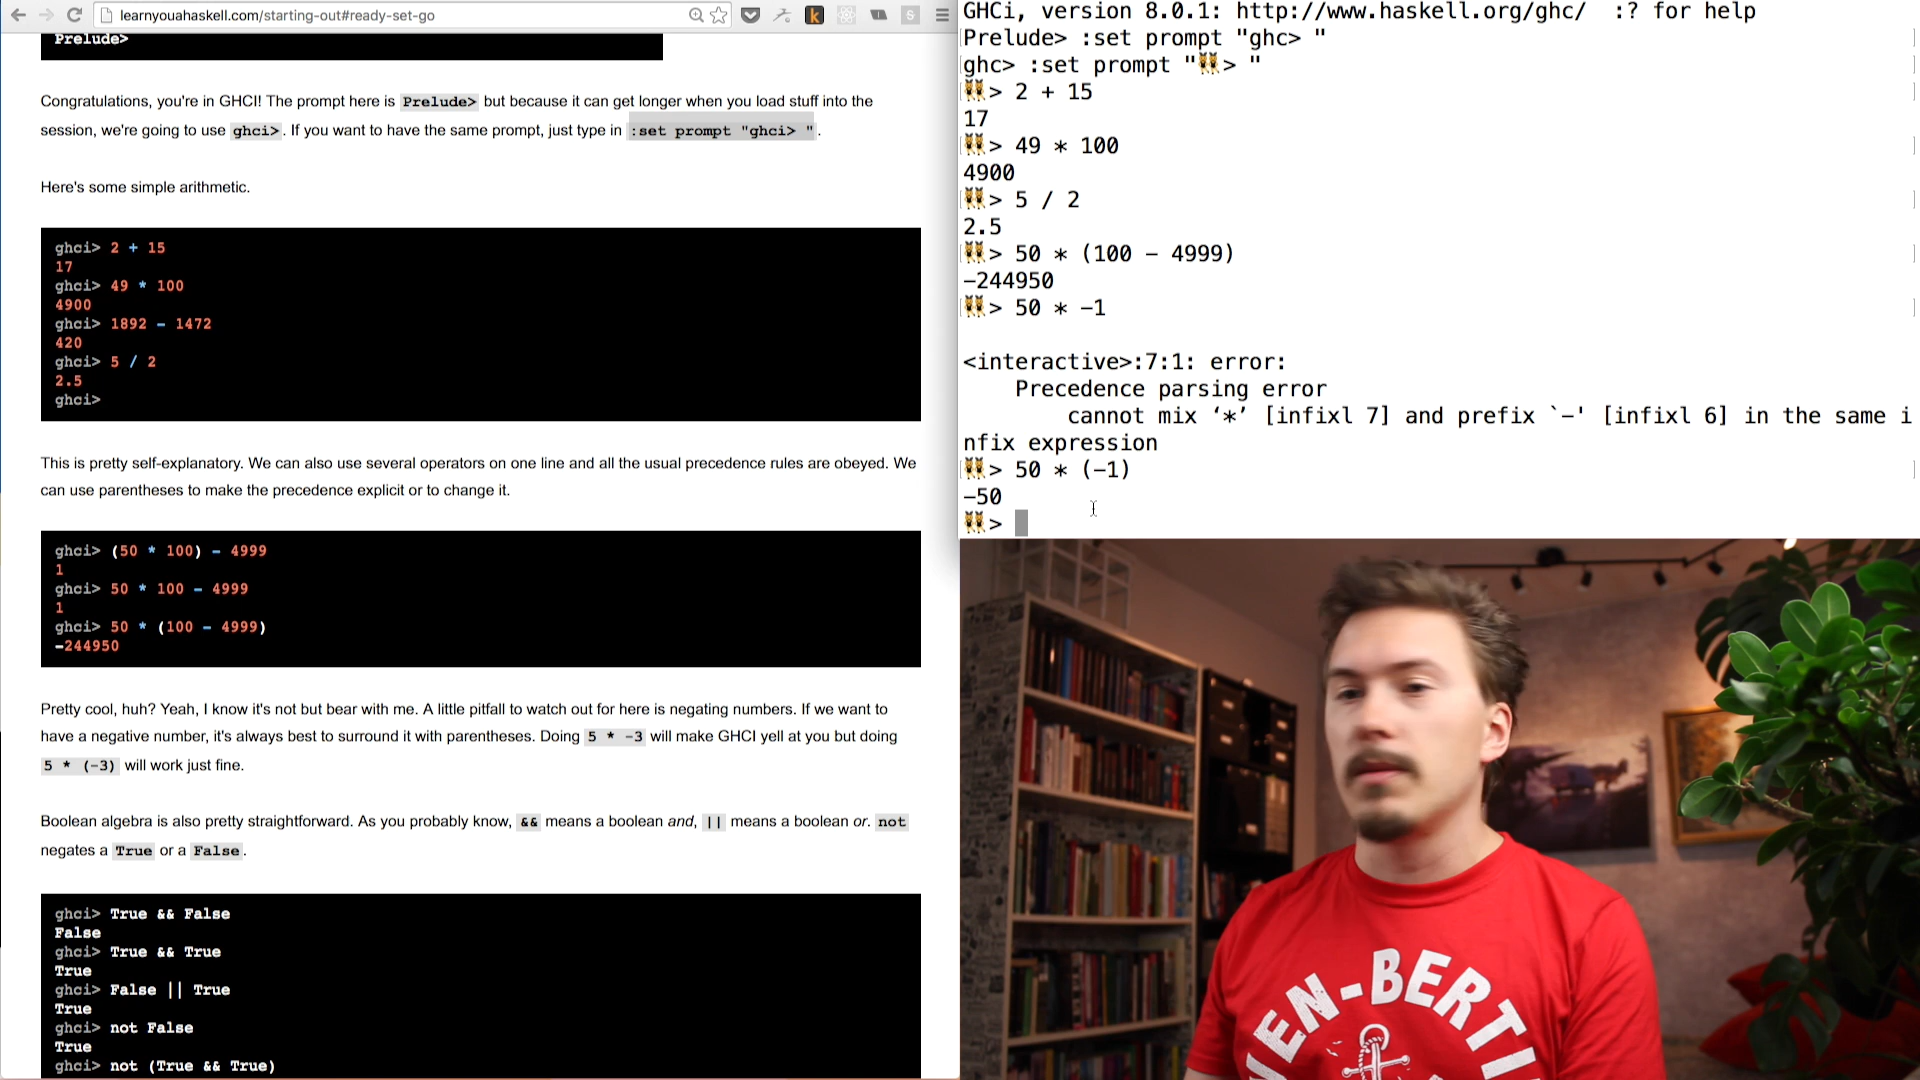 learnyouahaskell.com/starting-out#ready-set-go
Prelude>
Congratulations, you're in GHCI! The prompt here is Prelude> but because it can get longer when you load stuff into the
session, we're going to use ghci>. If you want to have the same prompt, just type in :set prompt "ghci> ".
Here's some simple arithmetic.
ghci> 2 + 15
17
ghci> 49 * 100
4900
ghci> 1892 - 1472
420
ghci> 5 / 2
2.5
ghci>
This is pretty self-explanatory. We can also use several operators on one line and all the usual precedence rules are obeyed. We
can use parentheses to make the precedence explicit or to change it.
ghci> (50 * 100) - 4999
1
ghci> 50 * 100 - 4999
1
ghci> 50 * (100 - 4999)
-244950
Pretty cool, huh? Yeah, I know it's not but bear with me. A little pitfall to watch out for here is negating numbers. If we want to
have a negative number, it's always best to surround it with parentheses. Doing 5 * -3 will make GHCI yell at you but doing
5 * (-3) will work just fine.
Boolean algebra is also pretty straightforward. As you probably know, && means a boolean and, || means a boolean or. not
negates a True or a False.
ghci> True && False
False
ghci> True && True
True
ghci> False || True
True
ghci> not False
True
ghci> not (True && True)
GHCi, version 8.0.1: http://www.haskell.org/ghc/  :? for help
Prelude> :set prompt "ghc> "
ghc> :set prompt "👯> "
👯> 2 + 15
17
👯> 49 * 100
4900
👯> 5 / 2
2.5
👯> 50 * (100 - 4999)
-244950
👯> 50 * -1
<interactive>:7:1: error:
Precedence parsing error
cannot mix ‘*’ [infixl 7] and prefix `-' [infixl 6] in the same i
nfix expression
👯> 50 * (-1)
-50
👯>
EN-BERTI